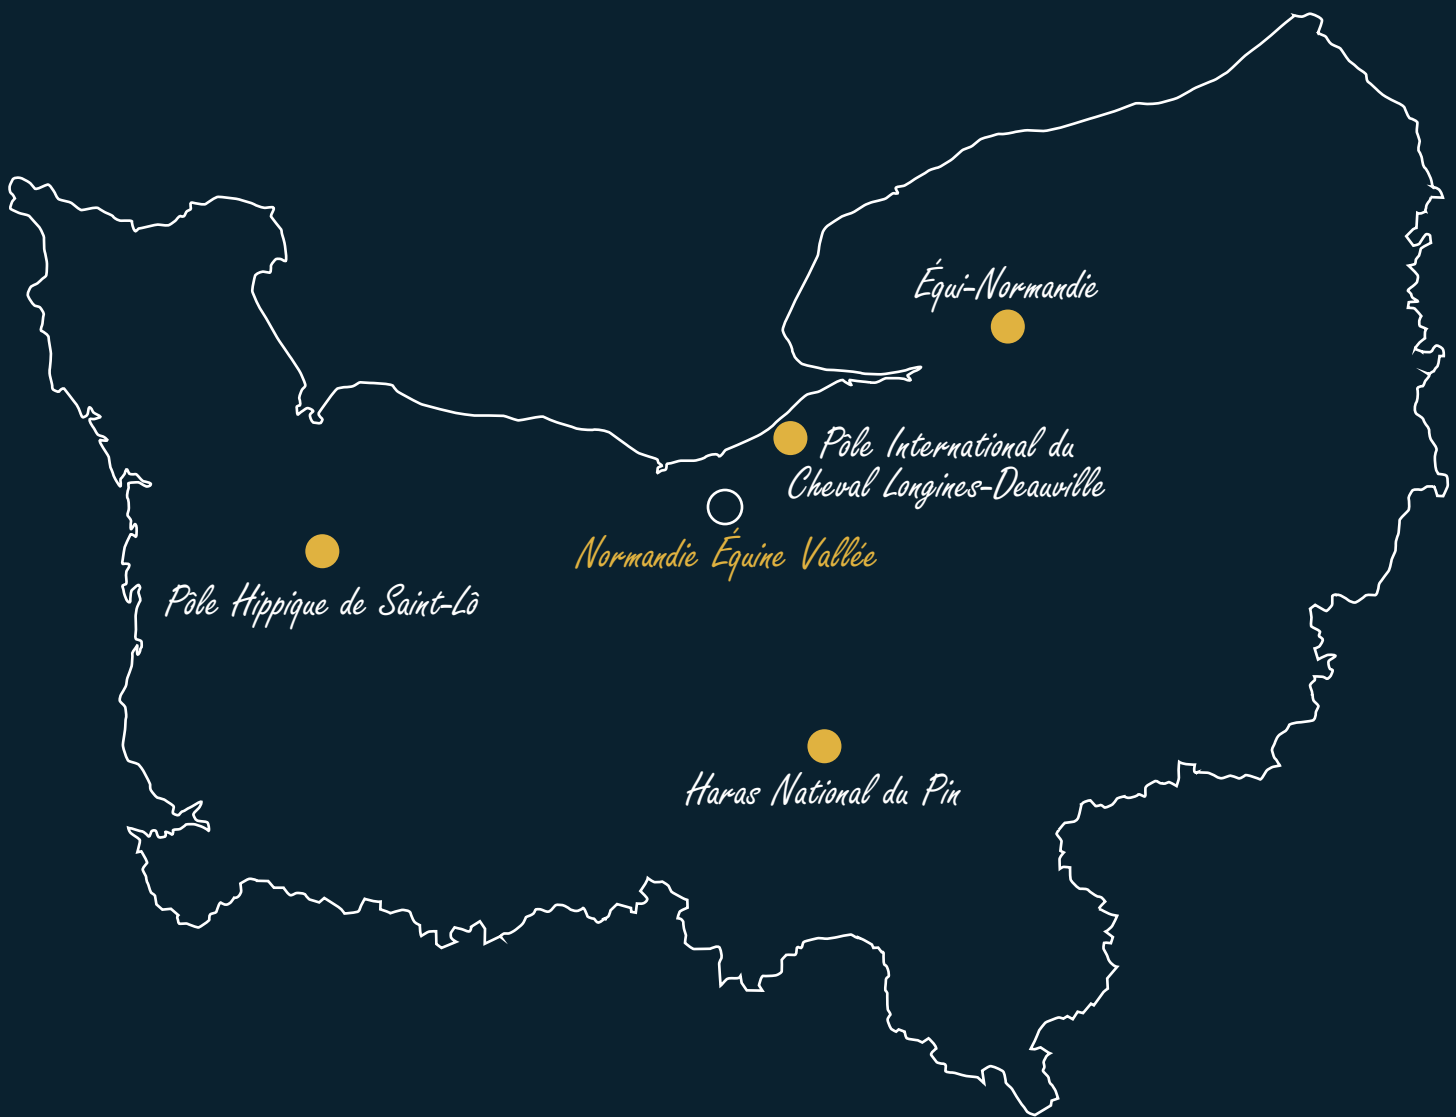 Équi-Normandie
Pôle International du
Cheval Longines-Deauville
Normandie Équine Vallée
Pôle Hippique de Saint-Lô
Haras National du Pin